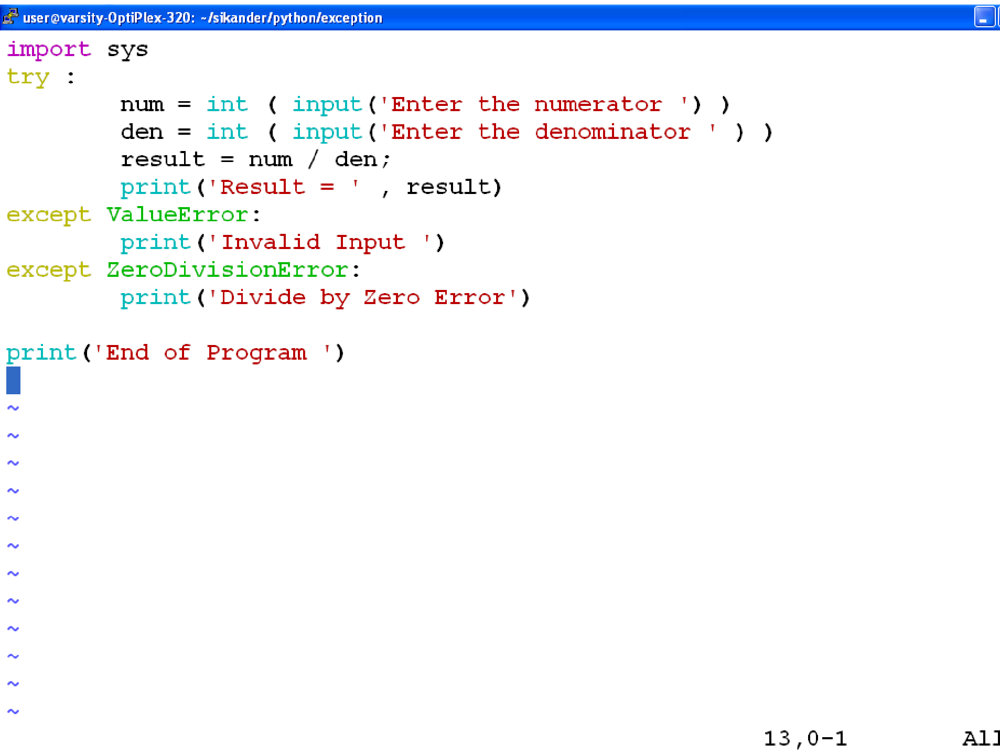 user@varsity-OptiPlex-320: ~/sikander/python/exception
import sys
try :
        num = int ( input('Enter the numerator ') )
        den = int ( input('Enter the denominator ' ) )
        result = num / den;
        print('Result = ' , result)
except ValueError:
        print('Invalid Input ')
except ZeroDivisionError:
        print('Divide by Zero Error')

print('End of Program ')
~
~
~
~
~
~
~
~
~
~
~
~
13,0-1 All